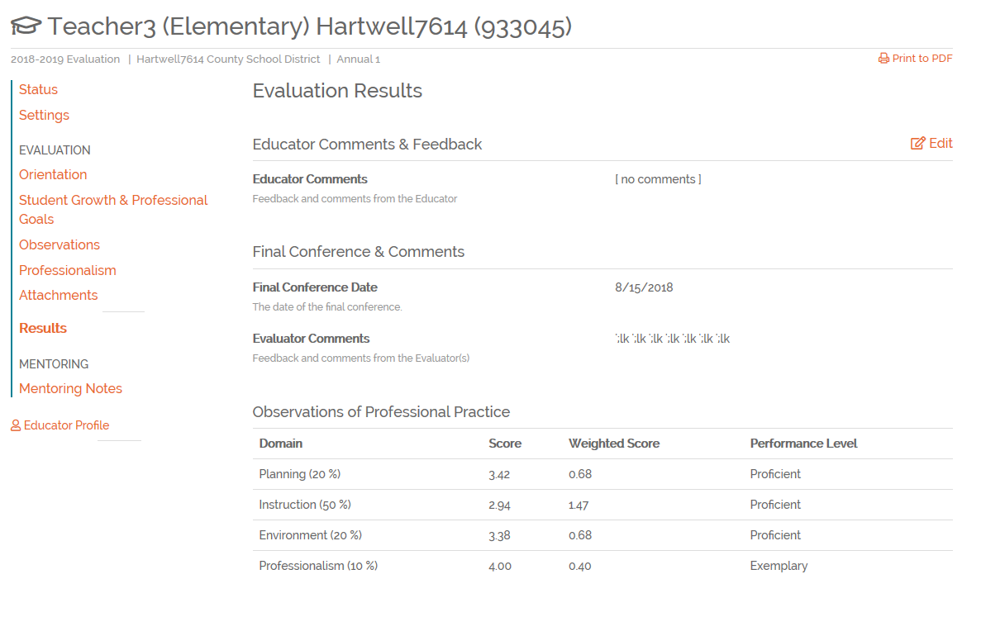 Teacher3 (Elementary) Hartwell7614 (933045)
2018-2019 Evaluation | Hartwell7614 County School District | Annual 1
Print to PDF
Status
Settings
EVALUATION
Orientation
Student Growth & Professional
Goals
Observations
Professionalism
Attachments
Results
MENTORING
Mentoring Notes
Educator Profile
Evaluation Results
Educator Comments & Feedback
Edit
Educator Comments [ no comments ]
Feedback and comments from the Educator
Final Conference & Comments
Final Conference Date 8/15/2018
The date of the final conference.
Evaluator Comments ';lk ';lk ';lk ';lk ';lk ';lk ';lk
Feedback and comments from the Evaluator(s)
Observations of Professional Practice
Domain Score Weighted Score Performance Level
Planning (20 %) 3.42 0.68 Proficient
Instruction (50 %) 2.94 1.47 Proficient
Environment (20 %) 3.38 0.68 Proficient
Professionalism (10 %) 4.00 0.40 Exemplary